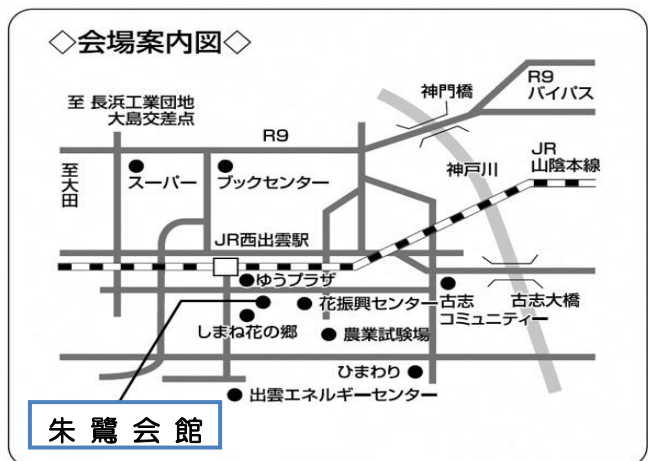 ◇会場案内図◇
至 長浜工業団地
大島交差点
至大田
R9
神門橋
R9
バイパス
JR
山陰本線
神戸川
スーパー
ブックセンター
JR西出雲駅
ゆうプラザ
花振興センター
古志
コミュニティー
古志大橋
しまね花の郷
農業試験場
ひまわり
出雲エネルギーセンター
朱鷺会館